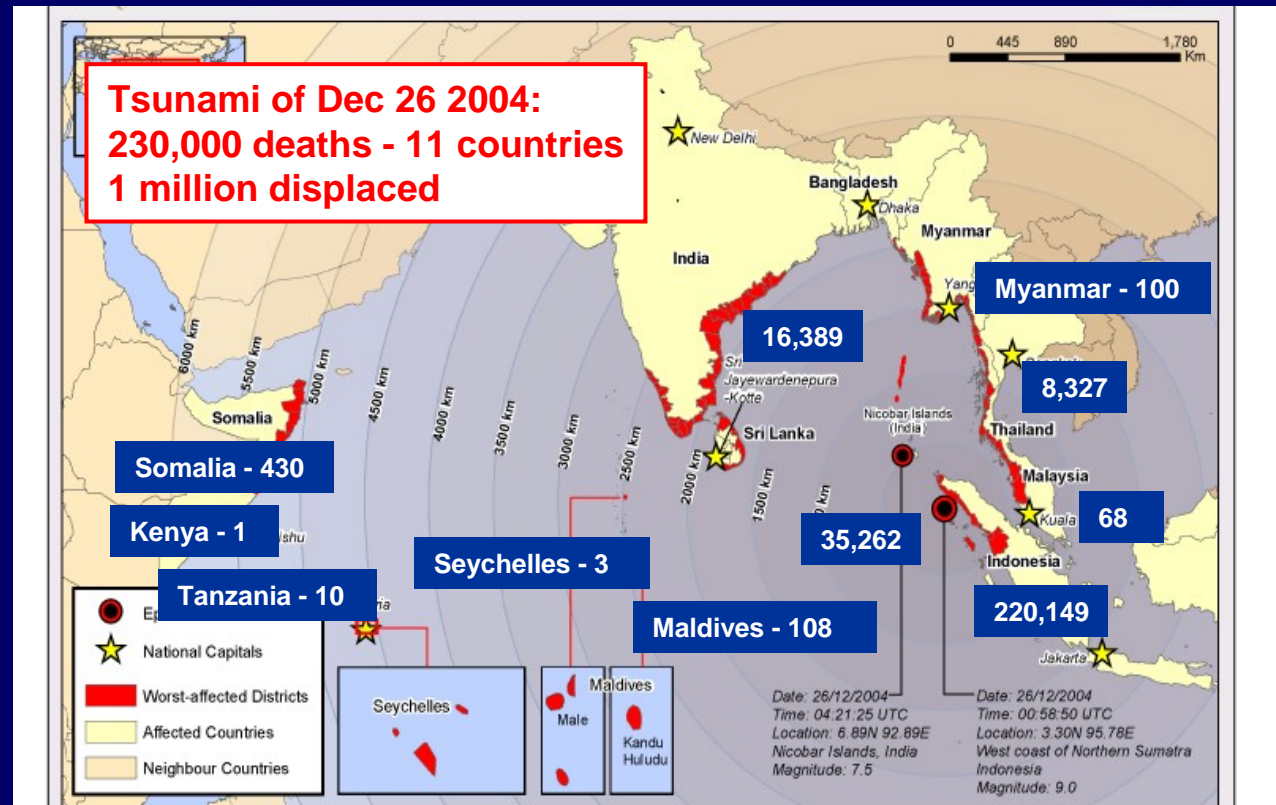 Tsunami of Dec 26 2004:
230,000 deaths - 11 countries
1 million displaced
0 445 890 1,780
Km
New Delhi
Bangladesh
Dhaka
Myanmar
India
Myanmar - 100
16,389
Jayewardenepura
-Kotte
8,327
Nicobar Islands
(India)
Thailand
Sri Lanka
Malaysia
Somalia
6000 km
5500 km
5000 km
4500 km
4000 km
3500 km
3000 km
2500 km
2000 km
1500 km
km
Somalia - 430
Kenya - 1
Tanzania - 10
Seychelles - 3
Maldives - 108
35,262
Kuala
68
Indonesia
220,149
Jakarta
National Capitals
Worst-affected Districts
Affected Countries
Neighbour Countries
Seychelles
Maldives
Male
Kandu
Huludu
Date: 26/12/2004
Time: 04:21:25 UTC
Location: 6.89N 92.89E
Nicobar Islands, India
Magnitude: 7.5
Date: 26/12/2004
Time: 00:58:50 UTC
Location: 3.30N 95.78E
West coast of Northern Sumatra
Indonesia
Magnitude: 9.0